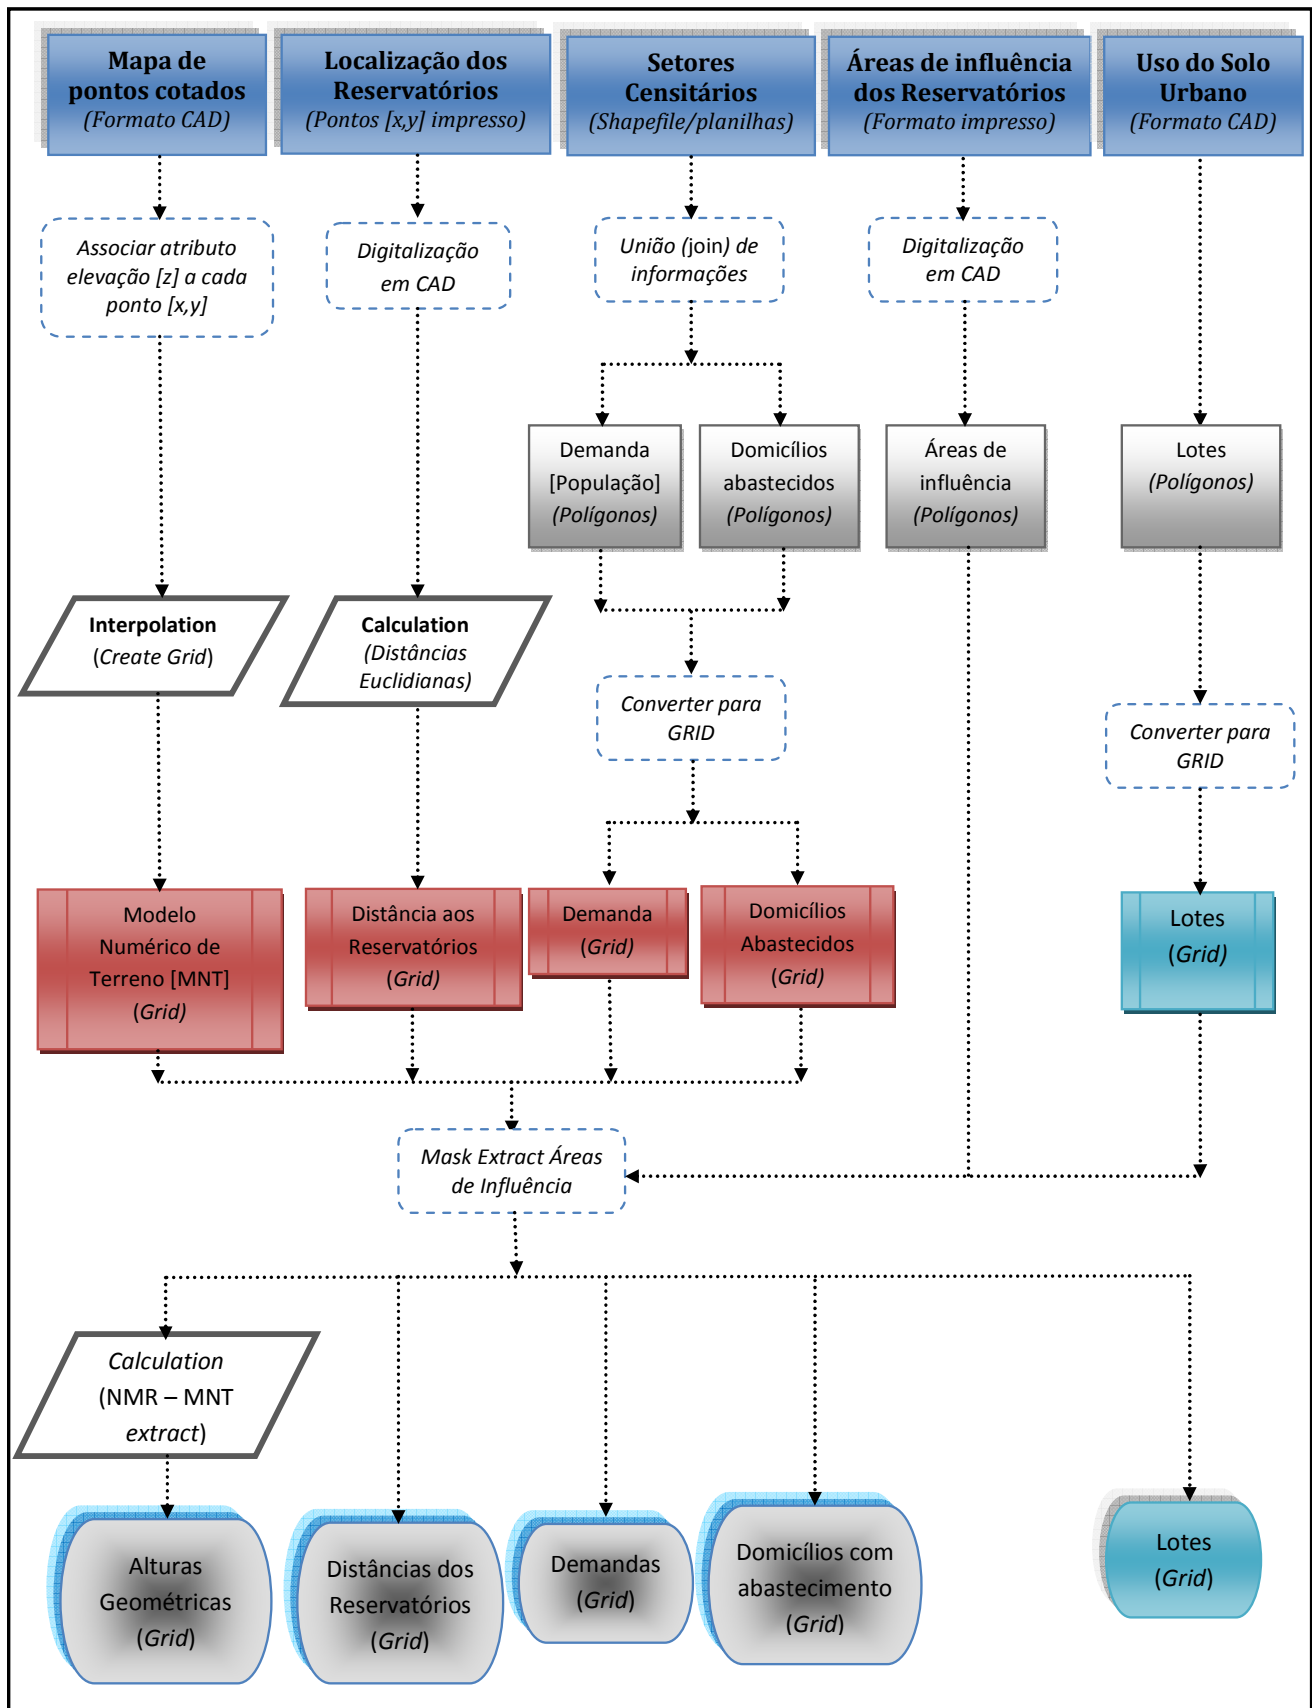 Mapa de
pontos cotados
(Formato CAD)
Localização dos
Reservatórios
(Pontos [x,y] impresso)
Setores
Censitários
(Shapefile/planilhas)
Áreas de influência
dos Reservatórios
(Formato impresso)
Uso do Solo
Urbano
(Formato CAD)
Associar atributo
elevação [z] a cada
ponto [x,y]
Digitalização
em CAD
União (join) de
informações
Digitalização
em CAD
Demanda
[População]
(Polígonos)
Domicílios
abastecidos
(Polígonos)
Áreas de
influência
(Polígonos)
Lotes
(Polígonos)
Interpolation
(Create Grid)
Calculation
(Distâncias
Euclidianas)
Converter para
GRID
Converter para
GRID
Modelo
Numérico de
Terreno [MNT]
(Grid)
Distância aos
Reservatórios
(Grid)
Demanda
(Grid)
Domicílios
Abastecidos
(Grid)
Lotes
(Grid)
Mask Extract Áreas
de Influência
Calculation
(NMR – MNT
extract)
Alturas
Geométricas
(Grid)
Distâncias dos
Reservatórios
(Grid)
Demandas
(Grid)
Domicílios com
abastecimento
(Grid)
Lotes
(Grid)